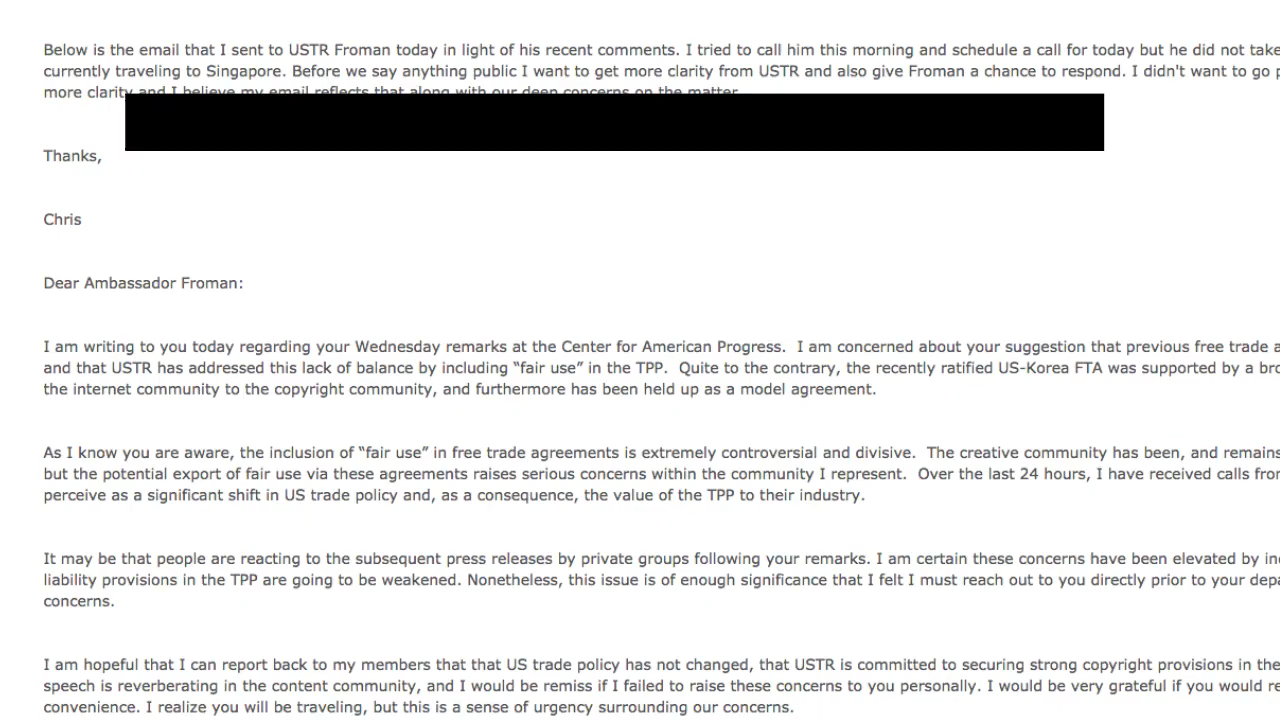 Below is the email that I sent to USTR Froman today in light of his recent comments. I tried to call him this morning and schedule a call for today but he did not take
currently traveling to Singapore. Before we say anything public I want to get more clarity from USTR and also give Froman a chance to respond. I didn't want to go
more clarity and I believe my email reflects that along with our deep concerns on the matter
Thanks,
Chris
Dear Ambassador Froman:
I am writing to you today regarding your Wednesday remarks at the Center for American Progress. I am concerned about your suggestion that previous free trade
and that USTR has addressed this lack of balance by including “fair use” in the TPP. Quite to the contrary, the recently ratified US-Korea FTA was supported by a
the internet community to the copyright community, and furthermore has been held up as a model agreement.
As I know you are aware, the inclusion of “fair use” in free trade agreements is extremely controversial and divisive. The creative community has been, and remains
but the potential export of fair use via these agreements raises serious concerns within the community I represent. Over the last 24 hours, I have received calls
perceive as a significant shift in US trade policy and, as a consequence, the value of the TPP to their industry.
It may be that people are reacting to the subsequent press releases by private groups following your remarks. I am certain these concerns have been elevated by
liability provisions in the TPP are going to be weakened. Nonetheless, this issue is of enough significance that I felt I must reach out to you directly prior to your
concerns.
I am hopeful that I can report back to my members that that US trade policy has not changed, that USTR is committed to securing strong copyright provisions in the
speech is reverberating in the content community, and I would be remiss if I failed to raise these concerns to you personally. I would be very grateful if you would
convenience. I realize you will be traveling, but this is a sense of urgency surrounding our concerns.